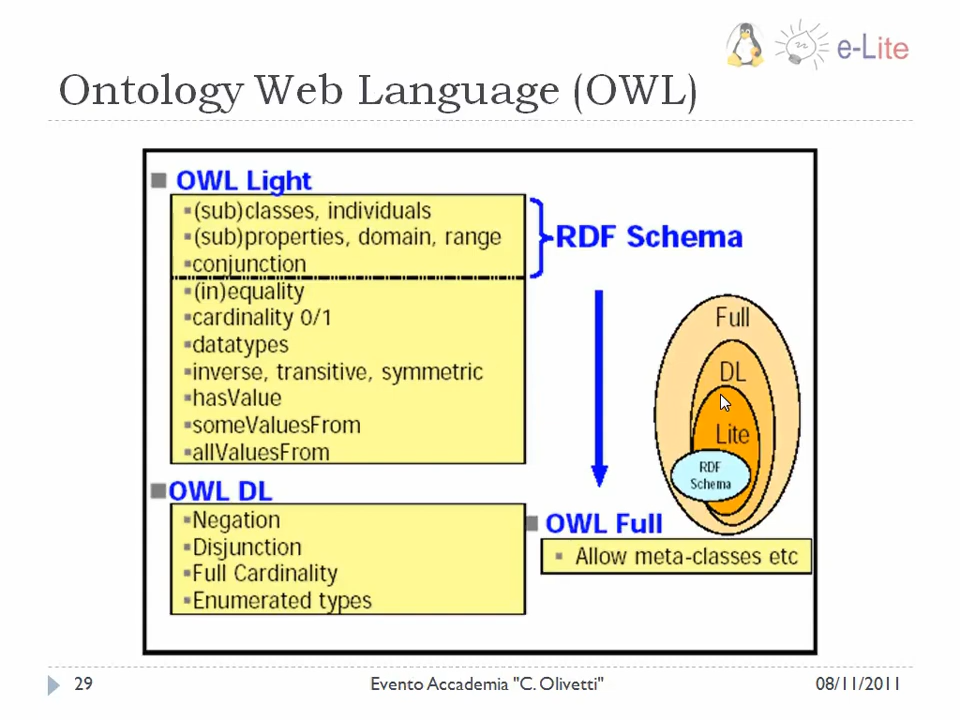 e-Lite
Ontology Web Language (OWL)
OWL Light
(sub)classes, individuals
(sub)properties, domain, range
conjunction
RDF Schema
(in)equality
cardinality 0/1
datatypes
inverse, transitive, symmetric
hasValue
someValuesFrom
allValuesFrom
Full
DL
Lite
RDF
Schema
OWL DL
Negation
Disjunction
Full Cardinality
Enumerated types
OWL Full
Allow meta-classes etc
29
Evento Accademia "C. Olivetti"
08/11/2011